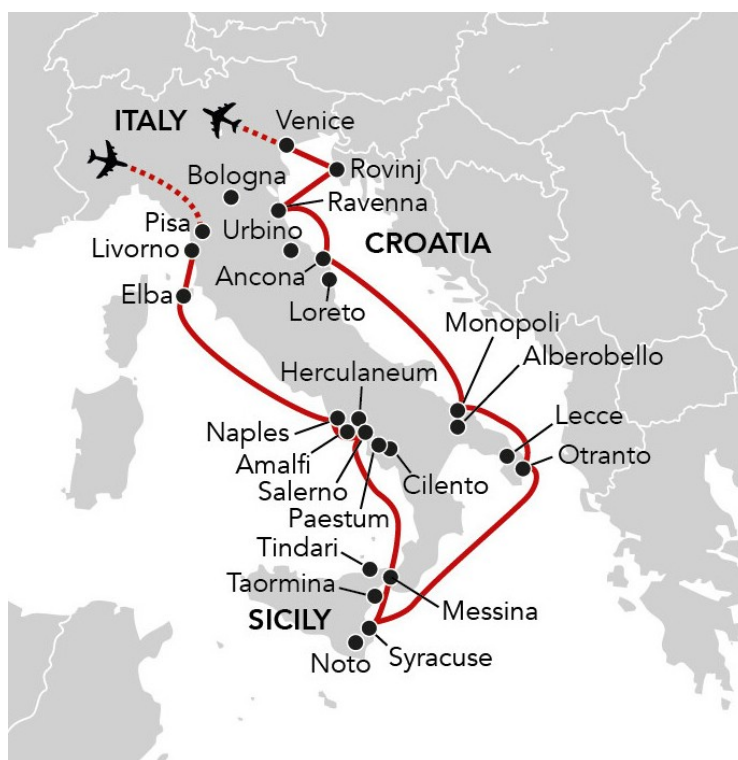 ITALY
Venice
Bologna
Rovinj
Ravenna
Pisa
Urbino
CROATIA
Livorno
Ancona
Elba
Loreto
Monopoli
Alberobello
Herculaneum
Naples
Lecce
Amalfi
Otranto
Salerno
Cilento
Paestum
Tindari
Taormina
Messina
SICILY
Noto
Syracuse